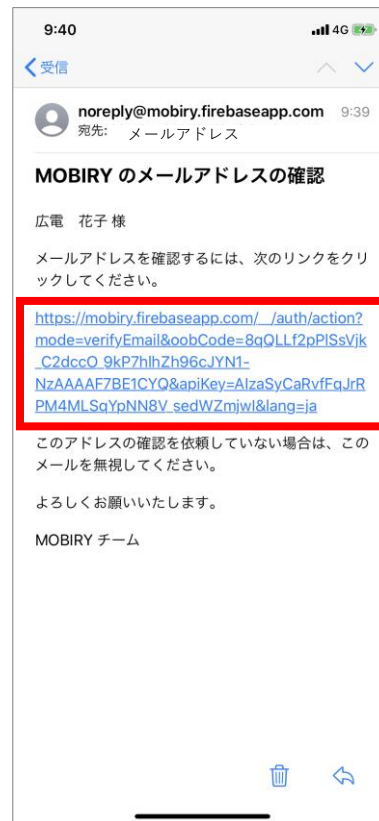 9:40
4G
受信
noreply@mobiry.firebaseapp.com 9:39
宛先: メールアドレス
MOBIRY のメールアドレスの確認
広電 花子 様
メールアドレスを確認するには、次のリンクをクリ
ックしてください。
https://mobiry.firebaseapp.com/__/auth/action?
mode=verifyEmail&oobCode=8qQLLf2pPlSsVjk
_C2dccO_9kP7hlhZh96cJYN1-
NzAAAAF7BE1CYQ&apiKey=AIzaSyCaRvfFqJrR
PM4MLSqYpNN8V_sedWZmjwI&lang=ja
このアドレスの確認を依頼していない場合は、この
メールを無視してください。
よろしくお願いいたします。
MOBIRY チーム